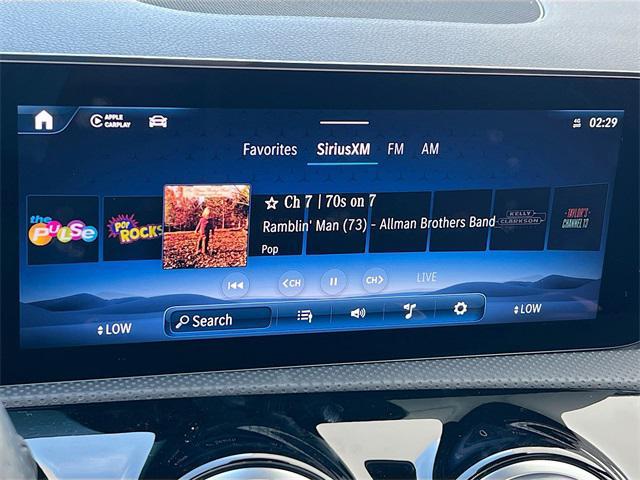 APPLE
CARPLAY
4G
02:29
Favorites SiriusXM FM AM
Ch 7 | 70s on 7
Ramblin' Man (73) - Allman Brothers Band
Pop
the PULSE
POP ROCKS
KELLY CLARKSON
TAYLOR'S CHANNEL 13
CH CH LIVE
LOW Search LOW